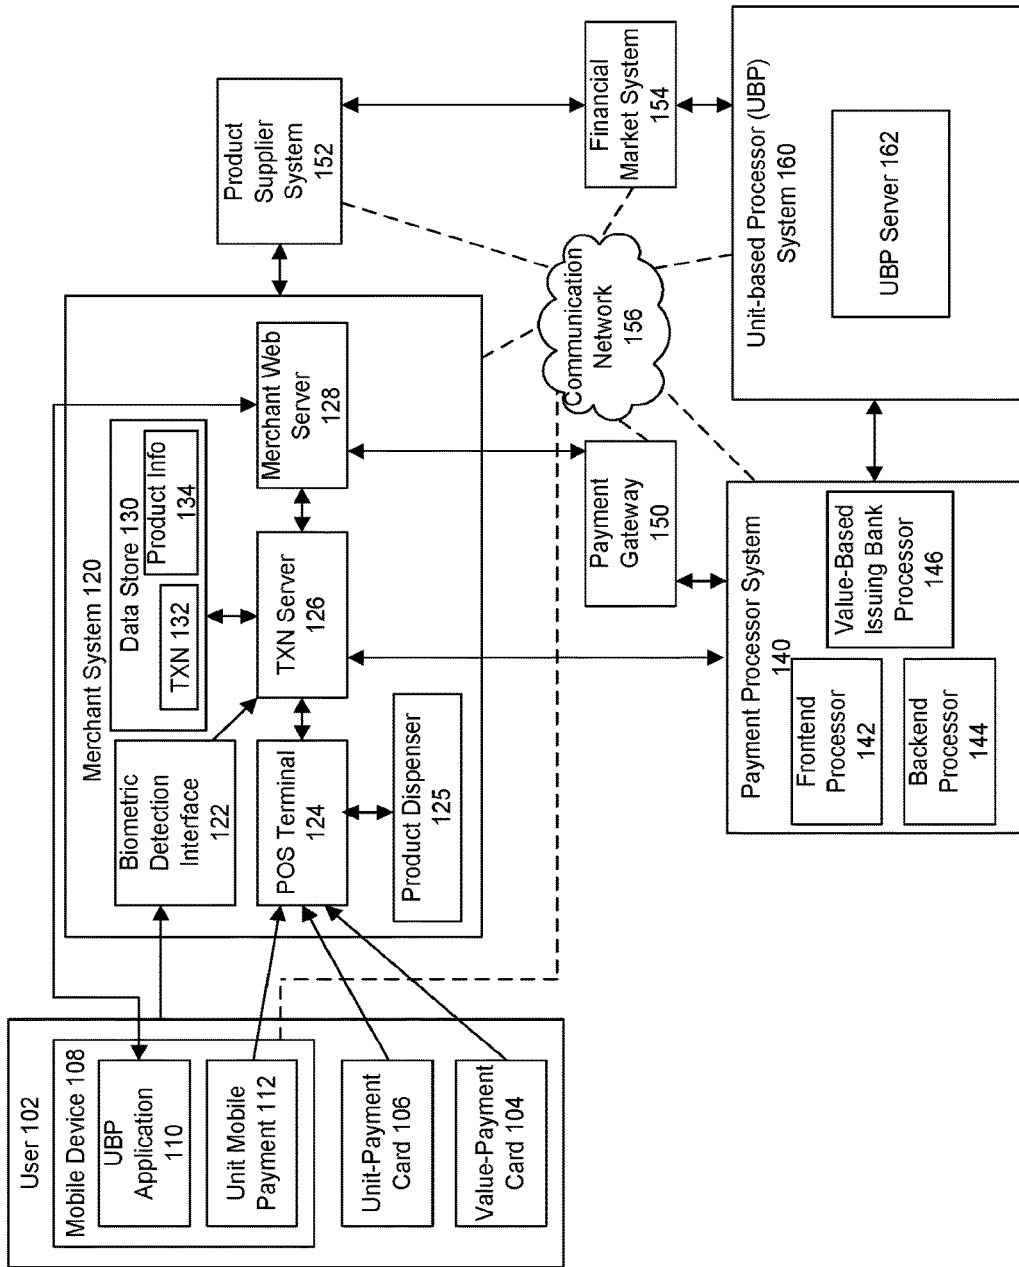 User 102
Mobile Device 108
UBP
Application
110
Unit Mobile
Payment 112
Unit-Payment
Card 106
Value-Payment
Card 104
Merchant System 120
Biometric
Detection
Interface
122
Data Store 130
TXN 132
Product Info
134
POS Terminal
124
TXN Server
126
Merchant Web
Server
128
Product Dispenser
125
Product
Supplier
System
152
Payment
Gateway
150
Communication
Network
156
Financial
Market System
154
Payment Processor System
140
Frontend
Processor
142
Backend
Processor
144
Value-Based
Issuing Bank
Processor
146
Unit-based Processor (UBP)
System 160
UBP Server 162